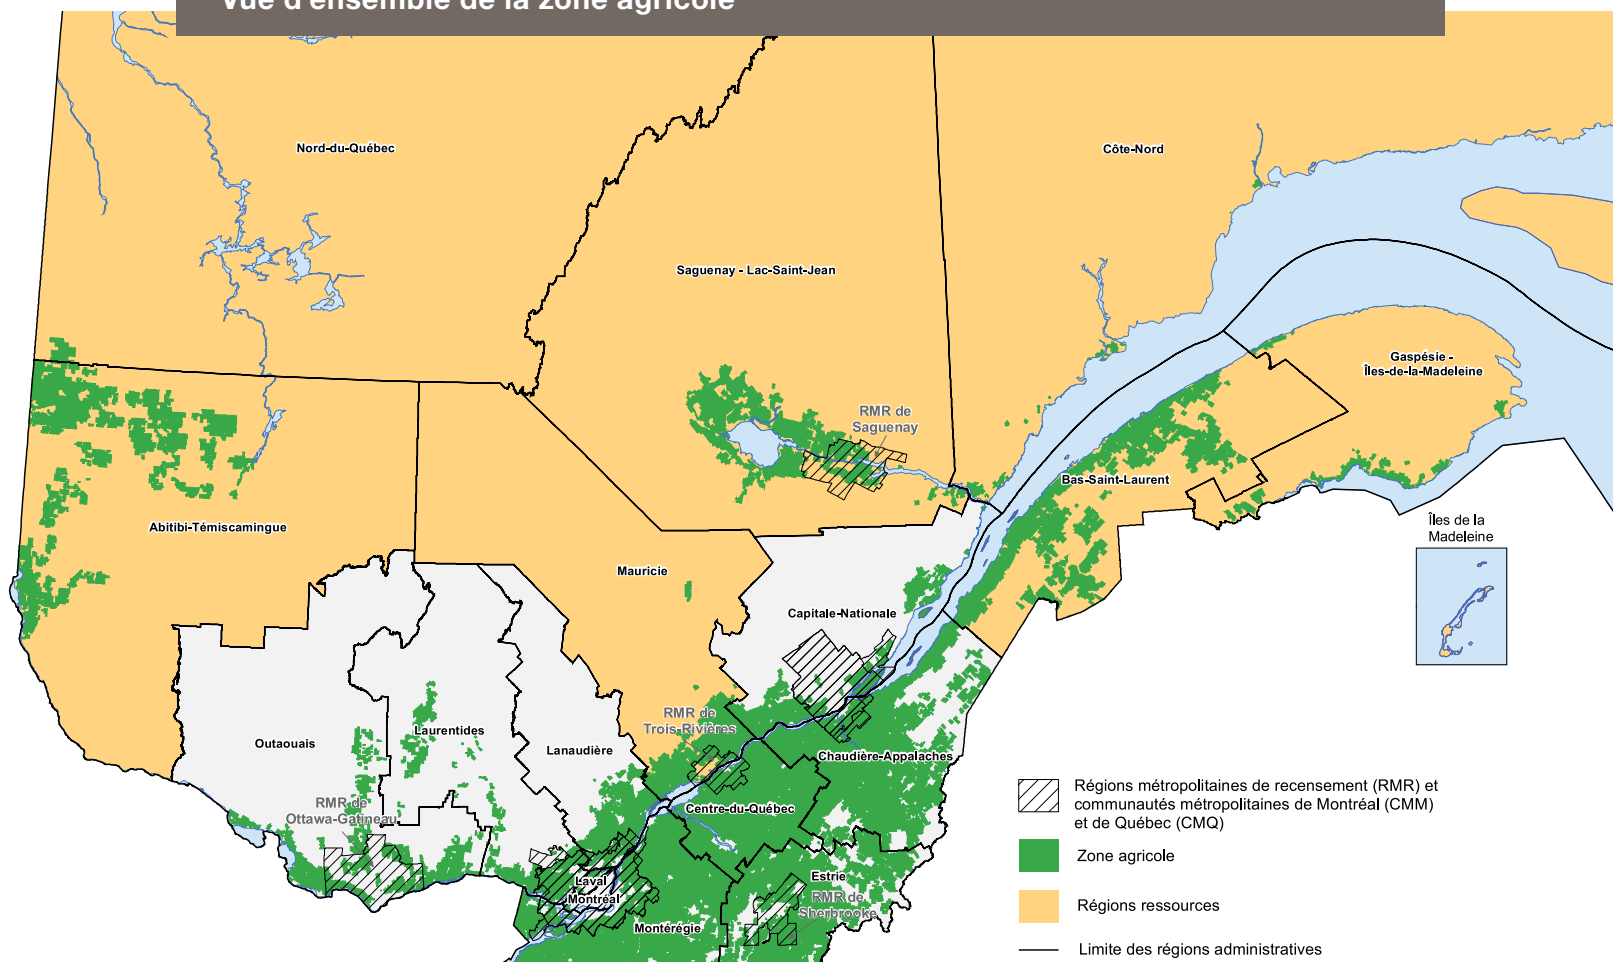 Vue d'ensemble de la zone agricole
Nord-du-Québec
Côte-Nord
Saguenay - Lac-Saint-Jean
Gaspésie -
Îles-de-la-Madeleine
RMR de
Saguenay
Bas-Saint-Laurent
Abitibi-Témiscamingue
Îles de la
Madeleine
Mauricie
Capitale-Nationale
RMR de
Trois-Rivières
Outaouais
Laurentides
Lanaudière
Chaudière-Appalaches
RMR de
Ottawa-Gatineau
Centre-du-Québec
Laval
Montréal
Estrie
RMR de
Sherbrooke
Montérégie
Régions métropolitaines de recensement (RMR) et
communautés métropolitaines de Montréal (CMM)
et de Québec (CMQ)
Zone agricole
Régions ressources
Limite des régions administratives